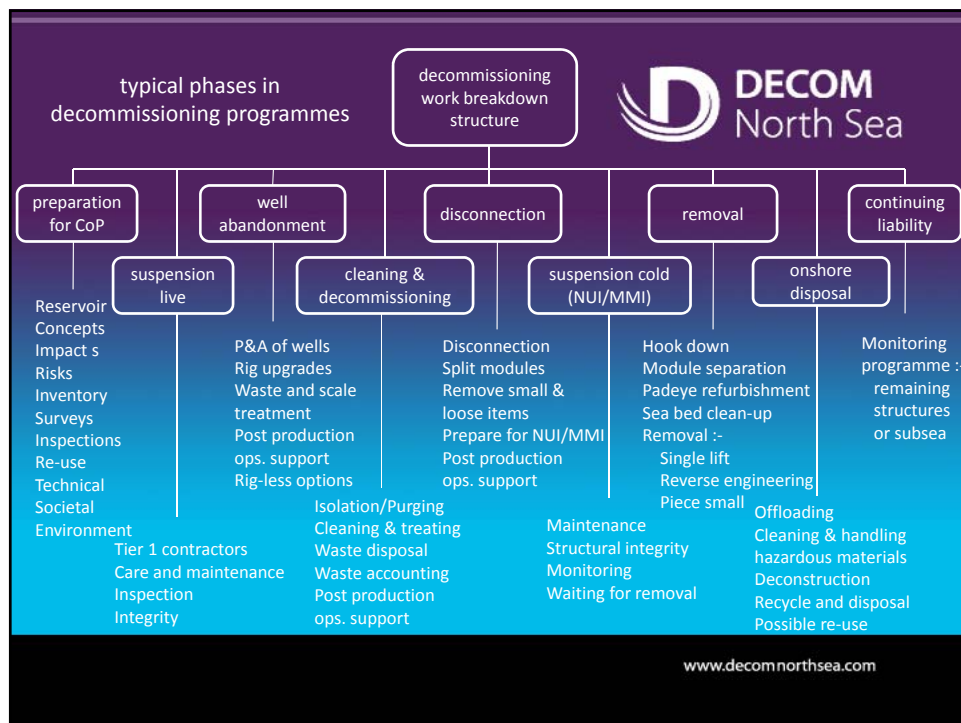 typical phases in
decommissioning programmes
decommissioning
work breakdown
structure
DECOM
North Sea
preparation
for CoP
suspension
live
well
abandonment
cleaning &
decommissioning
disconnection
suspension cold
(NUI/MMI)
removal
onshore
disposal
continuing
liability
Reservoir
Concepts
Impact s
Risks
Inventory
Surveys
Inspections
Re-use
Technical
Societal
Environment
Tier 1 contractors
Care and maintenance
Inspection
Integrity
P&A of wells
Rig upgrades
Waste and scale
treatment
Post production
ops. support
Rig-less options
Isolation/Purging
Cleaning & treating
Waste disposal
Waste accounting
Post production
ops. support
Disconnection
Split modules
Remove small &
loose items
Prepare for NUI/MMI
Post production
ops. support
Maintenance
Structural integrity
Monitoring
Waiting for removal
Hook down
Module separation
Padeye refurbishment
Sea bed clean-up
Removal :-
Single lift
Reverse engineering
Piece small
Offloading
Cleaning & handling
hazardous materials
Deconstruction
Recycle and disposal
Possible re-use
Monitoring
programme :-
remaining
structures
or subsea
www.decomnorthsea.com